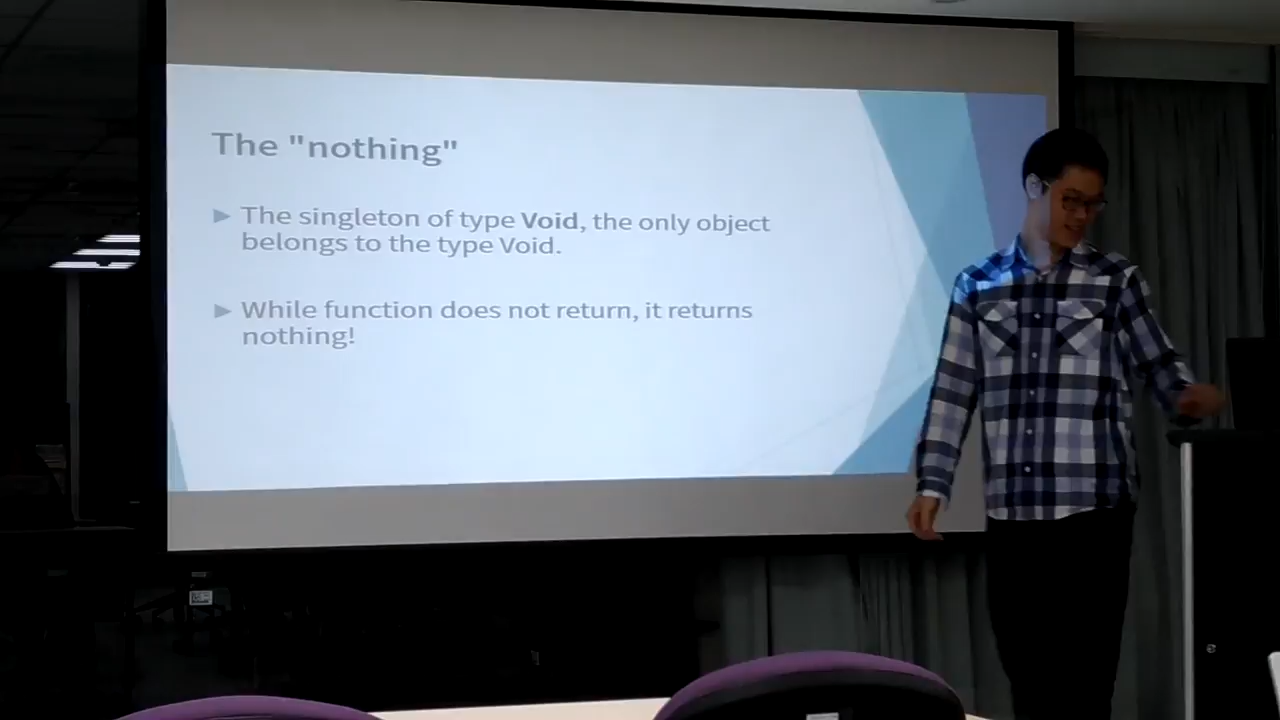 The "nothing"
The singleton of type Void, the only object
belongs to the type Void.
While function does not return, it returns
nothing!